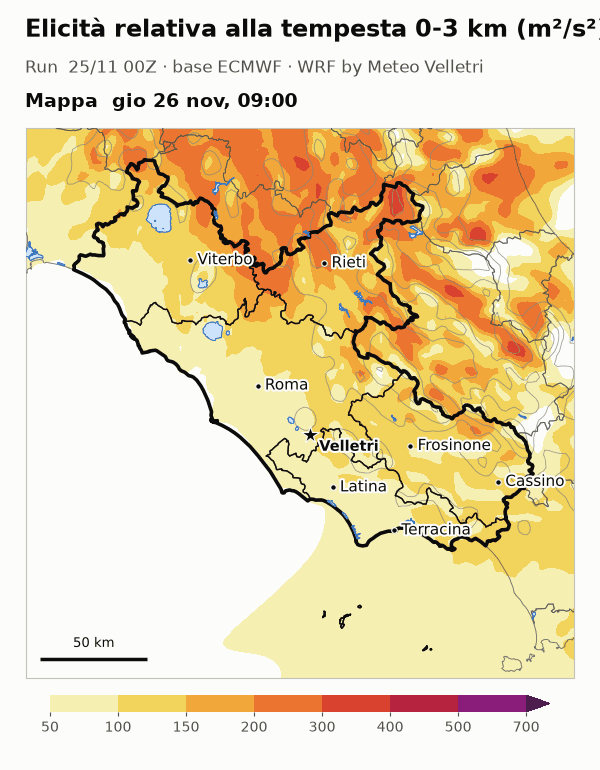 Elicità relativa alla tempesta 0-3 km (m²/s²)
Run  25/11 00Z · base ECMWF · WRF by Meteo Velletri
Mappa  gio 26 nov, 09:00
Viterbo
Rieti
Roma
Velletri
Frosinone
Cassino
Latina
Terracina
50 km
50 100 150 200 300 400 500 700